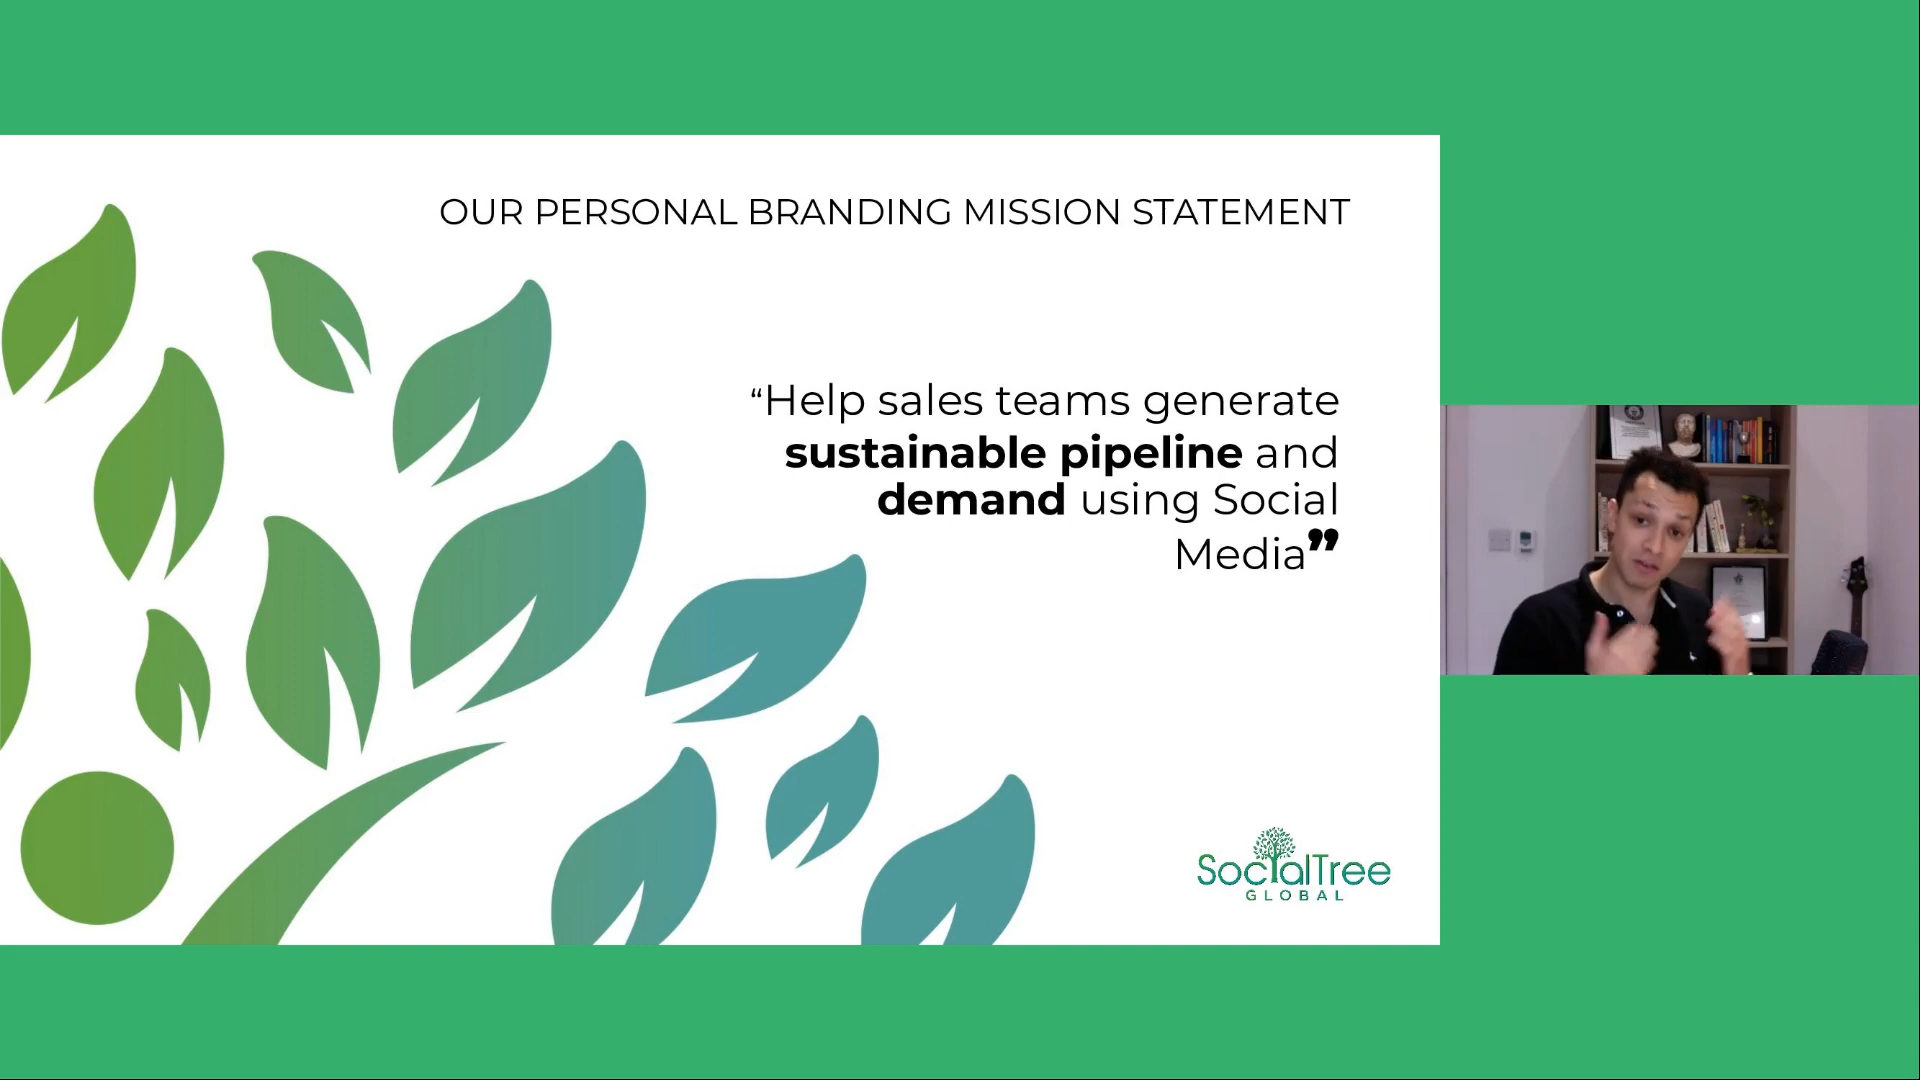 OUR PERSONAL BRANDING MISSION STATEMENT
“Help sales teams generate
sustainable pipeline and
demand using Social
Media”
SocialTree
GLOBAL